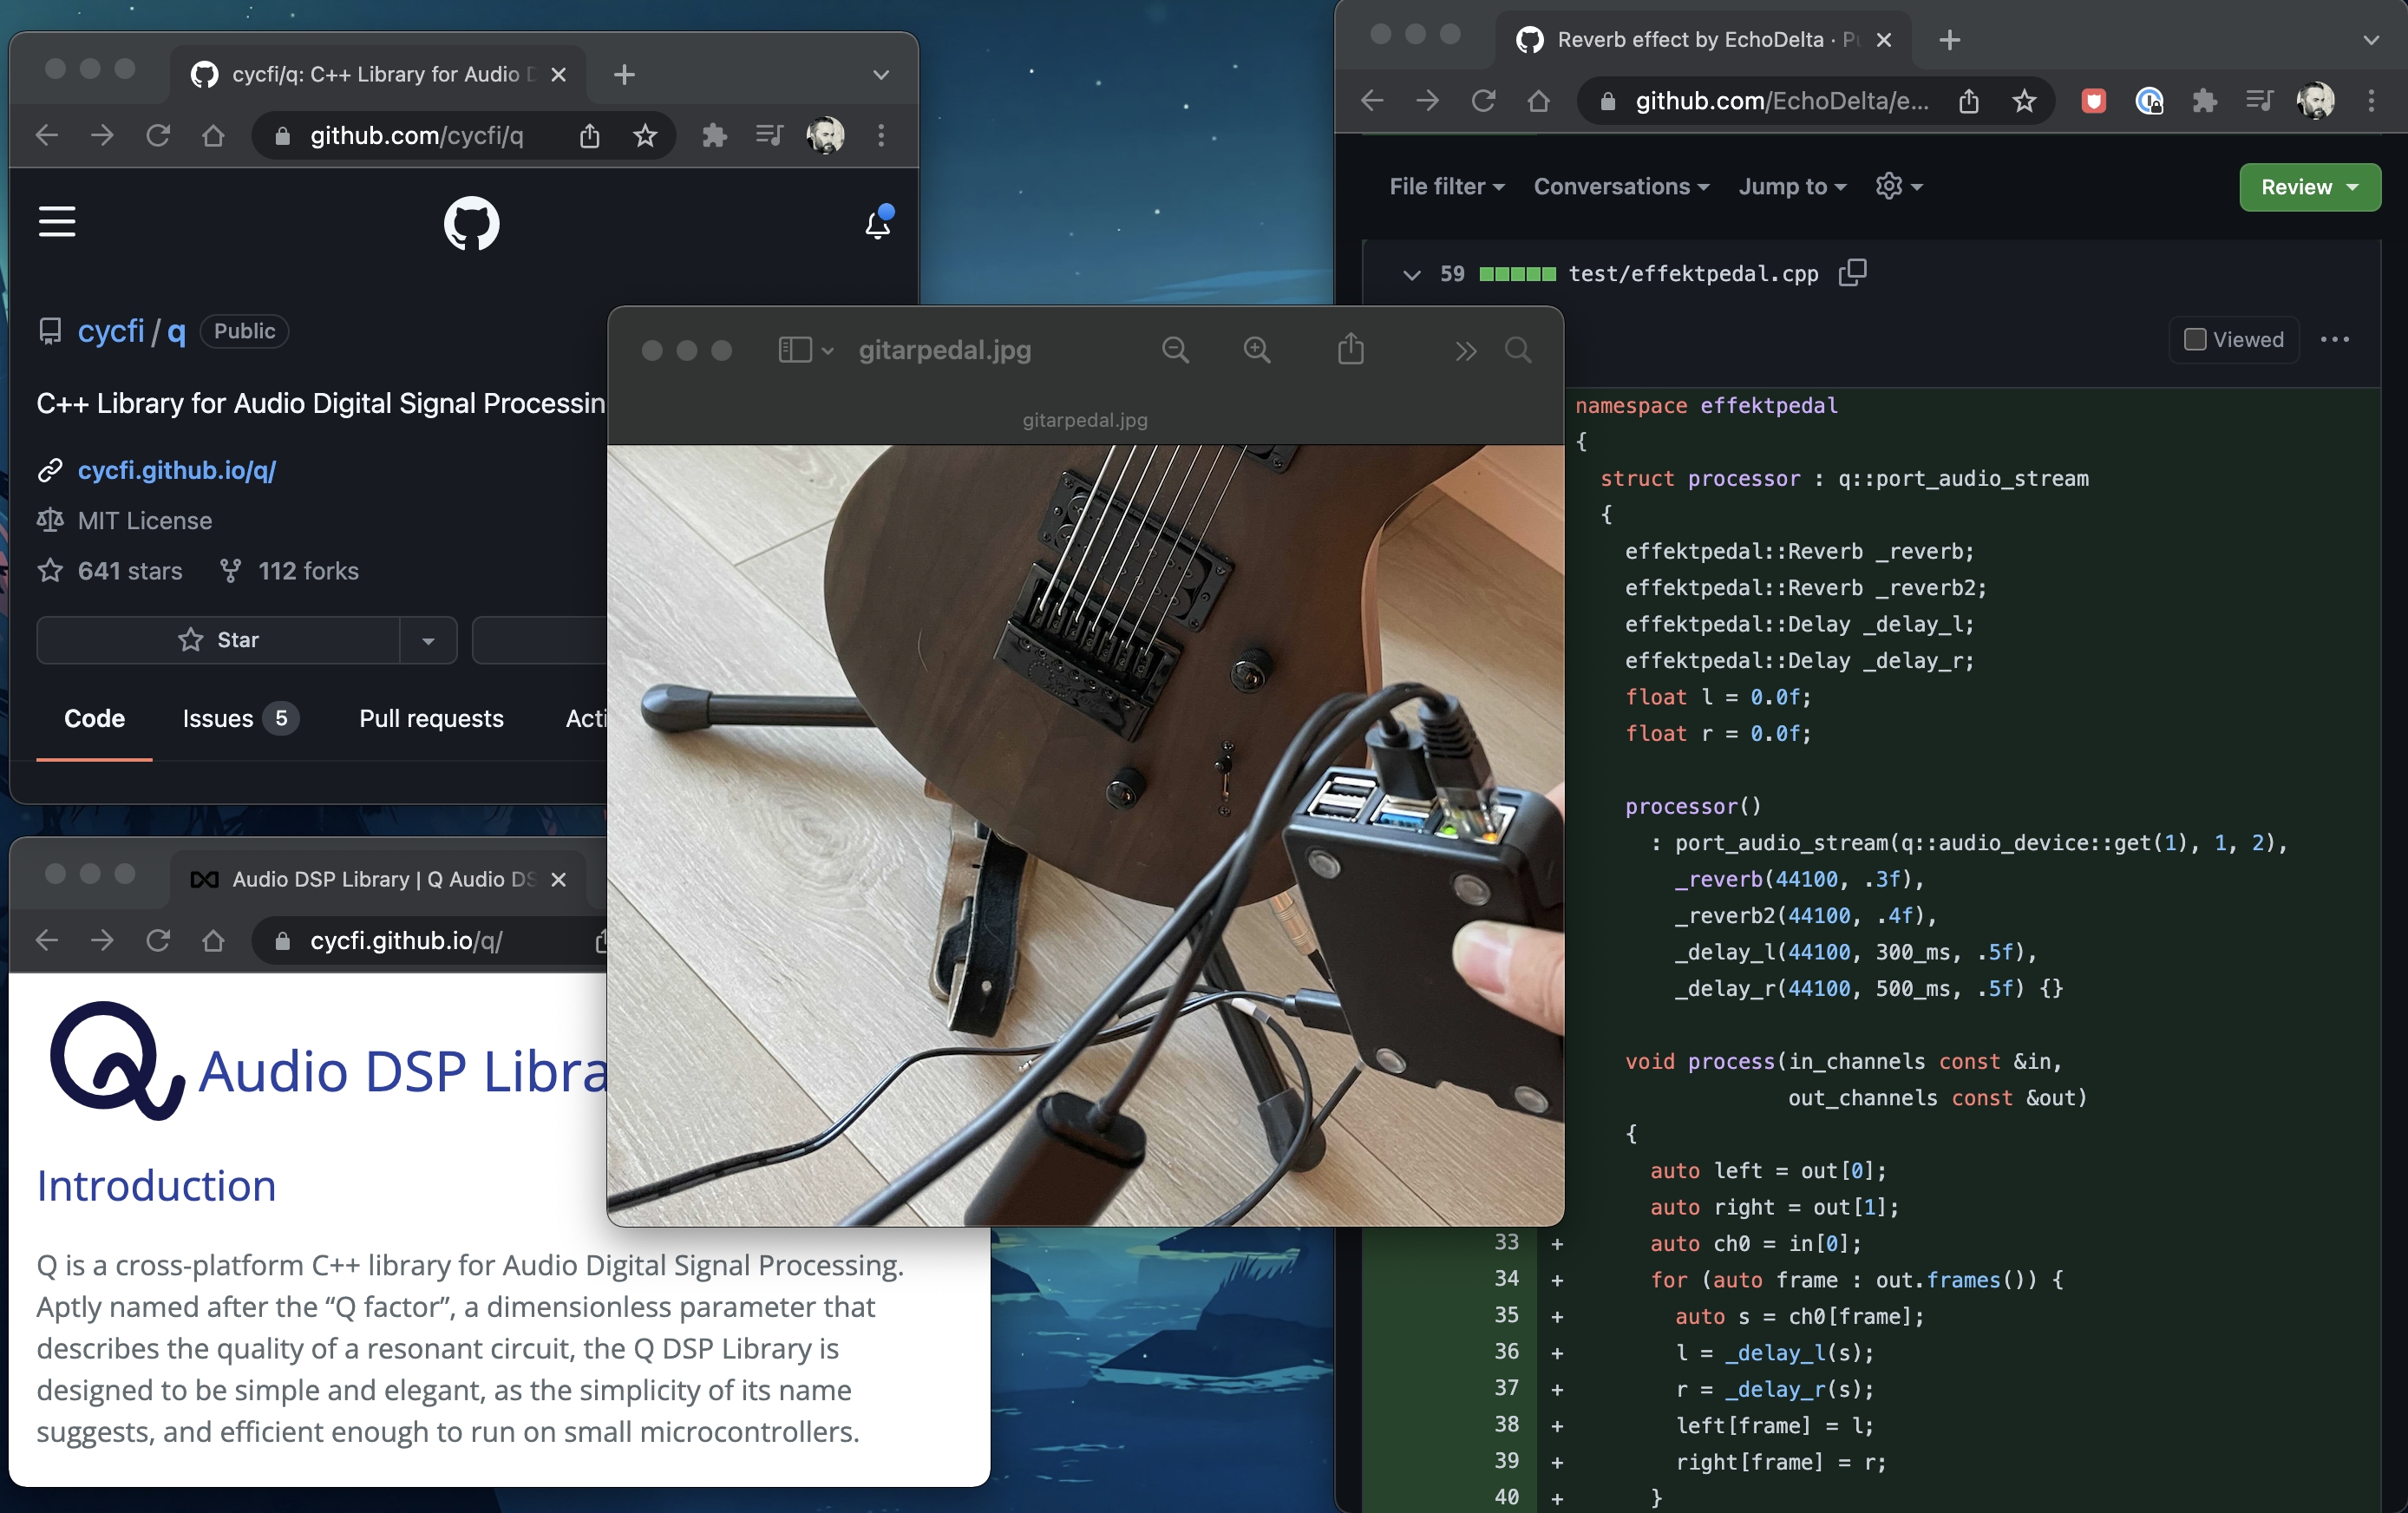 cycfi/q: C++ Library for Audio
github.com/cycfi/q
cycfi / q Public
C++ Library for Audio Digital Signal Processin
cycfi.github.io/q/
MIT License
641 stars 112 forks
Star
Code Issues 5 Pull requests Acti
Audio DSP Library | Q Audio DS
cycfi.github.io/q/
Audio DSP Libra
Introduction
Q is a cross-platform C++ library for Audio Digital Signal Processing.
Aptly named after the “Q factor”, a dimensionless parameter that
describes the quality of a resonant circuit, the Q DSP Library is
designed to be simple and elegant, as the simplicity of its name
suggests, and efficient enough to run on small microcontrollers.
gitarpedal.jpg
gitarpedal.jpg
Reverb effect by EchoDelta · Pu
github.com/EchoDelta/e...
File filter Conversations Jump to
Review
59 test/effektpedal.cpp
Viewed
namespace effektpedal
{
struct processor : q::port_audio_stream
{
effektpedal::Reverb _reverb;
effektpedal::Reverb _reverb2;
effektpedal::Delay _delay_l;
effektpedal::Delay _delay_r;
float l = 0.0f;
float r = 0.0f;
processor()
: port_audio_stream(q::audio_device::get(1), 1, 2),
_reverb(44100, .3f),
_reverb2(44100, .4f),
_delay_l(44100, 300_ms, .5f),
_delay_r(44100, 500_ms, .5f) {}
void process(in_channels const &in,
out_channels const &out)
{
auto left = out[0];
auto right = out[1];
33 + auto ch0 = in[0];
34 + for (auto frame : out.frames()) {
35 + auto s = ch0[frame];
36 + l = _delay_l(s);
37 + r = _delay_r(s);
38 + left[frame] = l;
39 + right[frame] = r;
40 + }